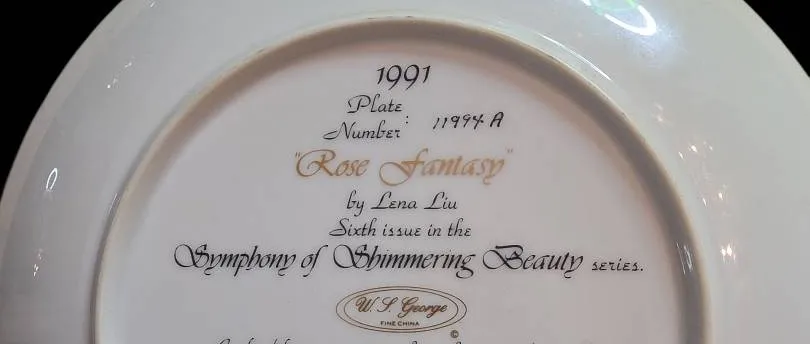 1991
Plate
Number : 11994 A
"Rose Fantasy"
by Lena Liu
Sixth issue in the
Symphony of Shimmering Beauty series.
W. S. George
FINE CHINA
©